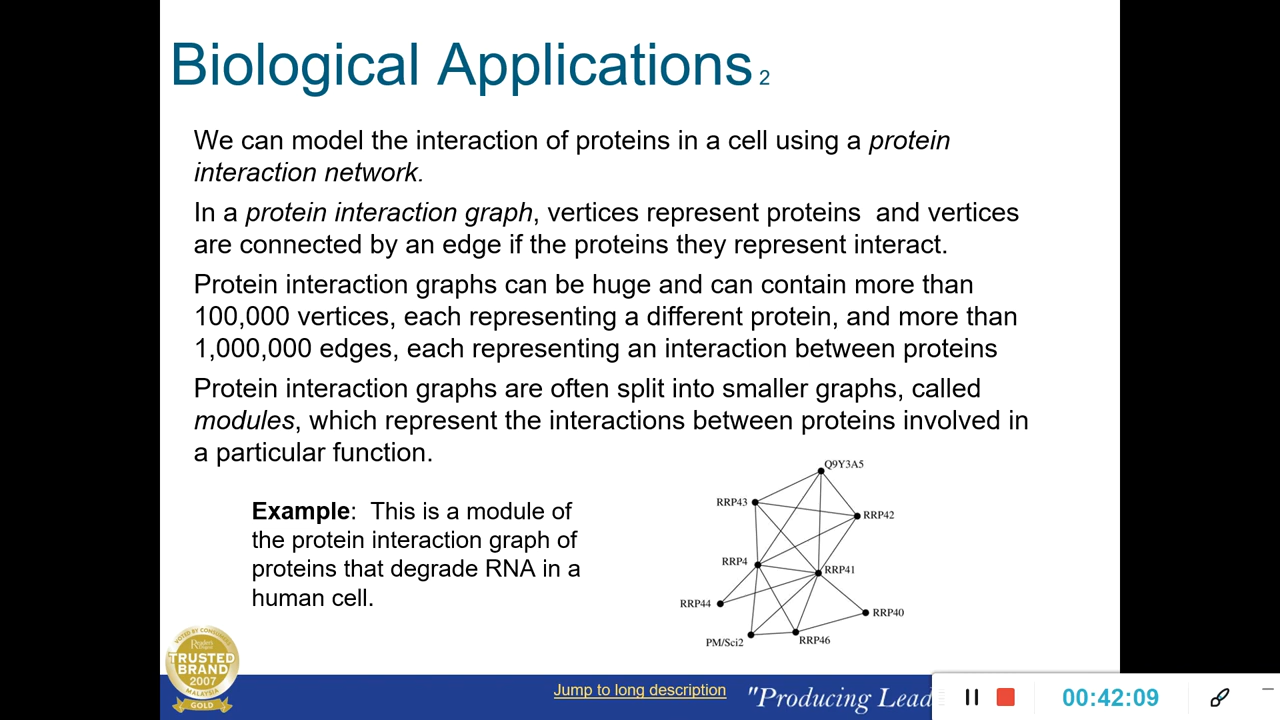 Biological Applications 2
We can model the interaction of proteins in a cell using a protein
interaction network.
In a protein interaction graph, vertices represent proteins  and vertices
are connected by an edge if the proteins they represent interact.
Protein interaction graphs can be huge and can contain more than
100,000 vertices, each representing a different protein, and more than
1,000,000 edges, each representing an interaction between proteins
Protein interaction graphs are often split into smaller graphs, called
modules, which represent the interactions between proteins involved in
a particular function.
Example:  This is a module of
the protein interaction graph of
proteins that degrade RNA in a
human cell.
Q9Y3A5
RRP43
RRP42
RRP4
RRP41
RRP44
RRP40
PM/Sci2
RRP46
Reader's
TRUSTED
BRAND
2007
MALAYSIA
GOLD
Jump to long description
"Producing Lead
00:42:09